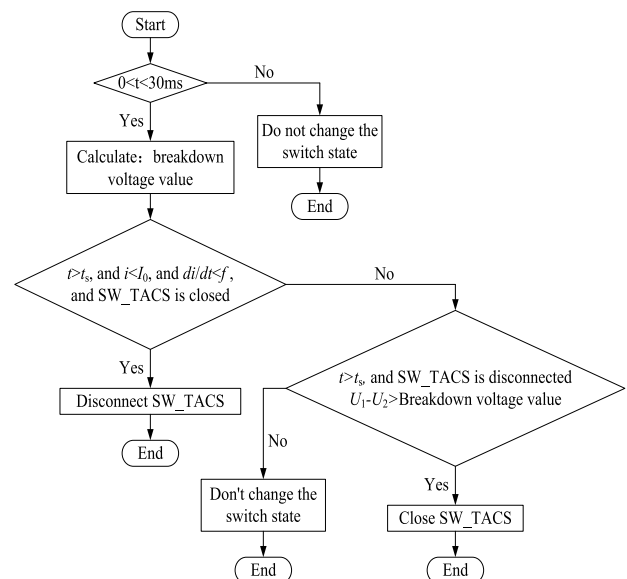 Start
0<t<30ms
No
Yes
Do not change the
switch state
Calculate：breakdown
voltage value
End
t>ts, and i<I0, and di/dt<f ,
and SW_TACS is closed
No
Yes
t>ts, and SW_TACS is disconnected
U1-U2>Breakdown voltage value
Disconnect SW_TACS
No
End
Yes
Don't change the
switch state
Close SW_TACS
End
End